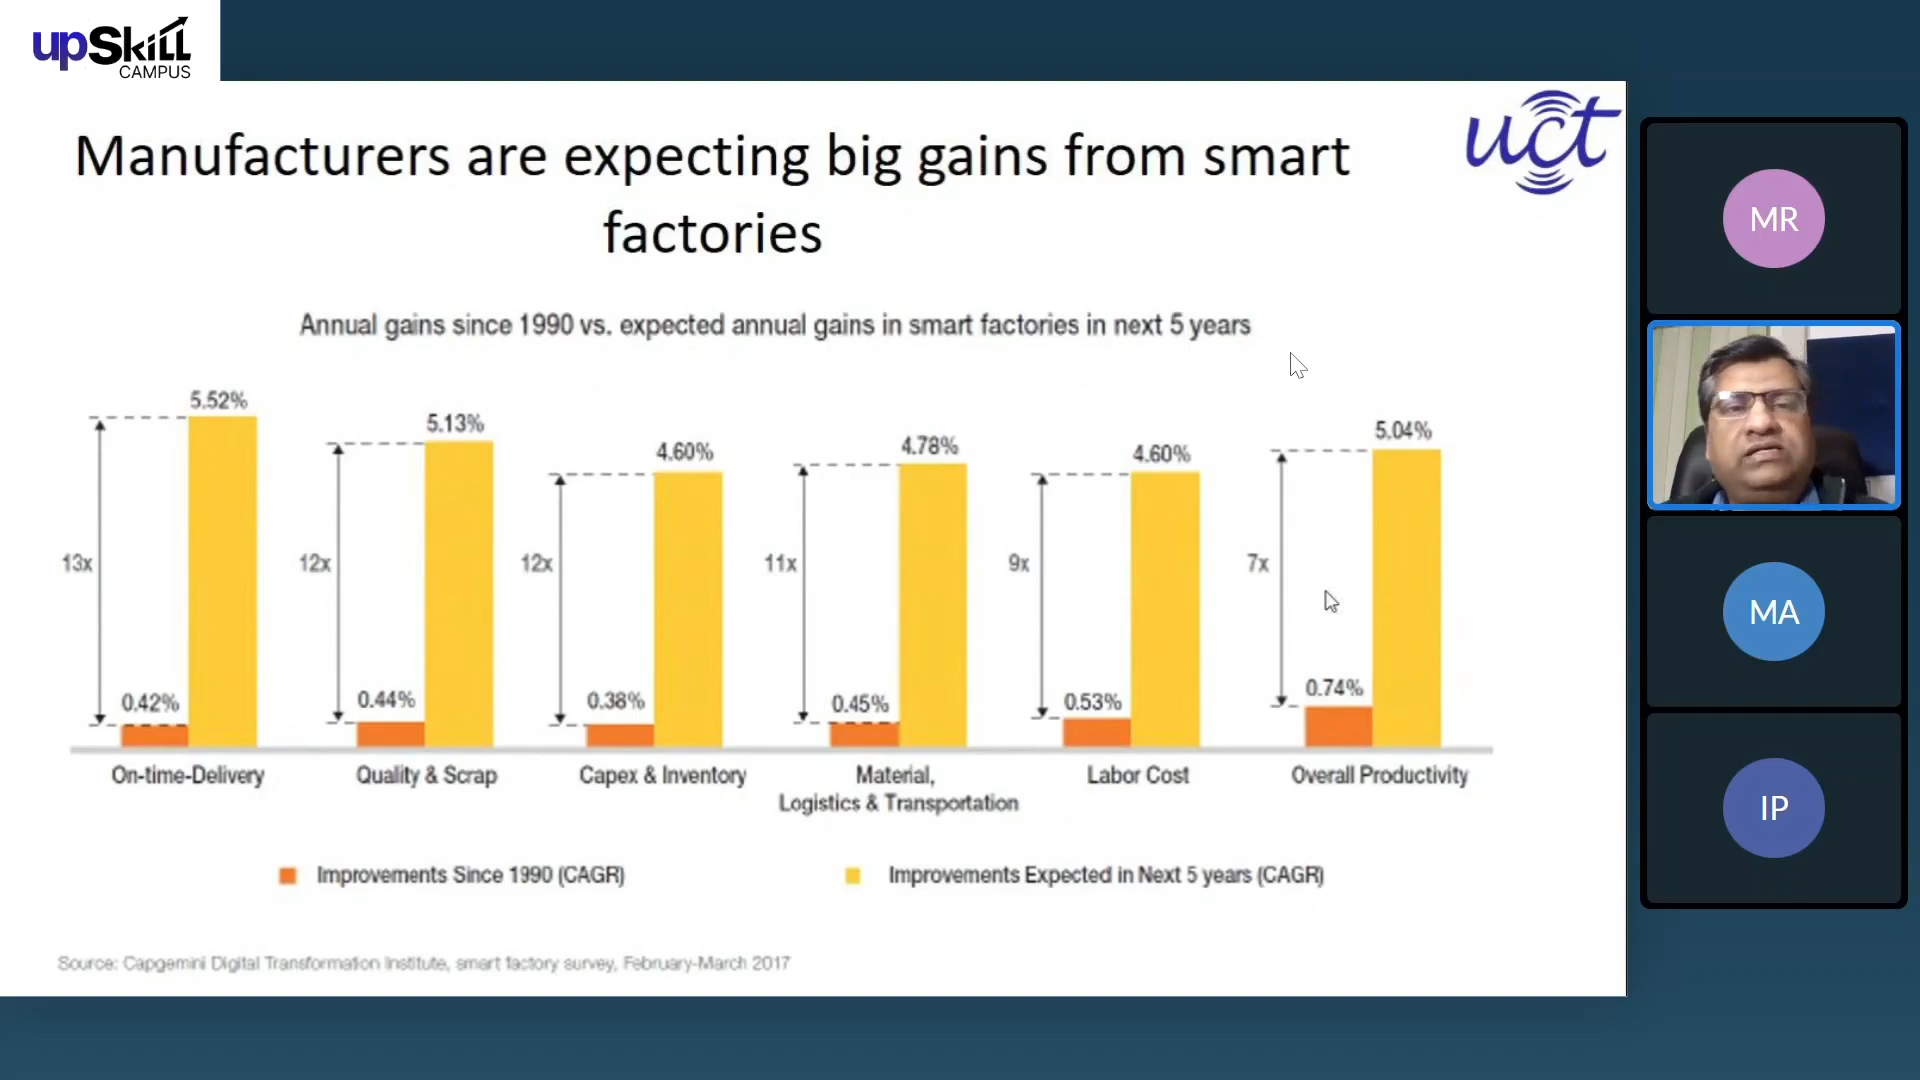 upSkill
CAMPUS
uct
Manufacturers are expecting big gains from smart
factories
Annual gains since 1990 vs. expected annual gains in smart factories in next 5 years
5.52%
5.13%
4.60%
4.78%
4.60%
5.04%
13x
12x
12x
11x
9x
7x
0.42%
0.44%
0.38%
0.45%
0.53%
0.74%
On-time-Delivery
Quality & Scrap
Capex & Inventory
Material,
Logistics & Transportation
Labor Cost
Overall Productivity
Improvements Since 1990 (CAGR)
Improvements Expected in Next 5 years (CAGR)
Source: Capgemini Digital Transformation Institute, smart factory survey, February-March 2017
MR
MA
IP